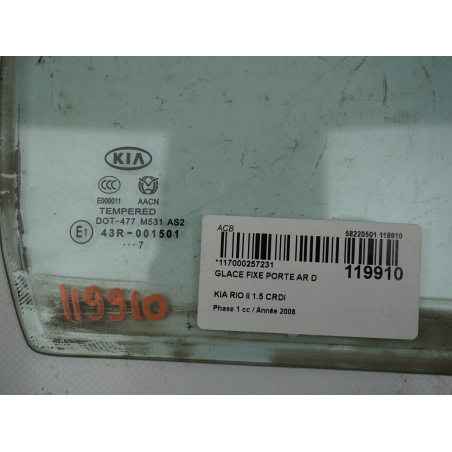 KIA
E000011 AACN
TEMPERED
DOT-477 M531 AS2
E1 43R-001501
··· 7
119910
ACB
58220501 119910
*117000257231
119910
GLACE FIXE PORTE AR D
KIA RIO II 1.5 CRDi
Phase 1 cc / Année 2008